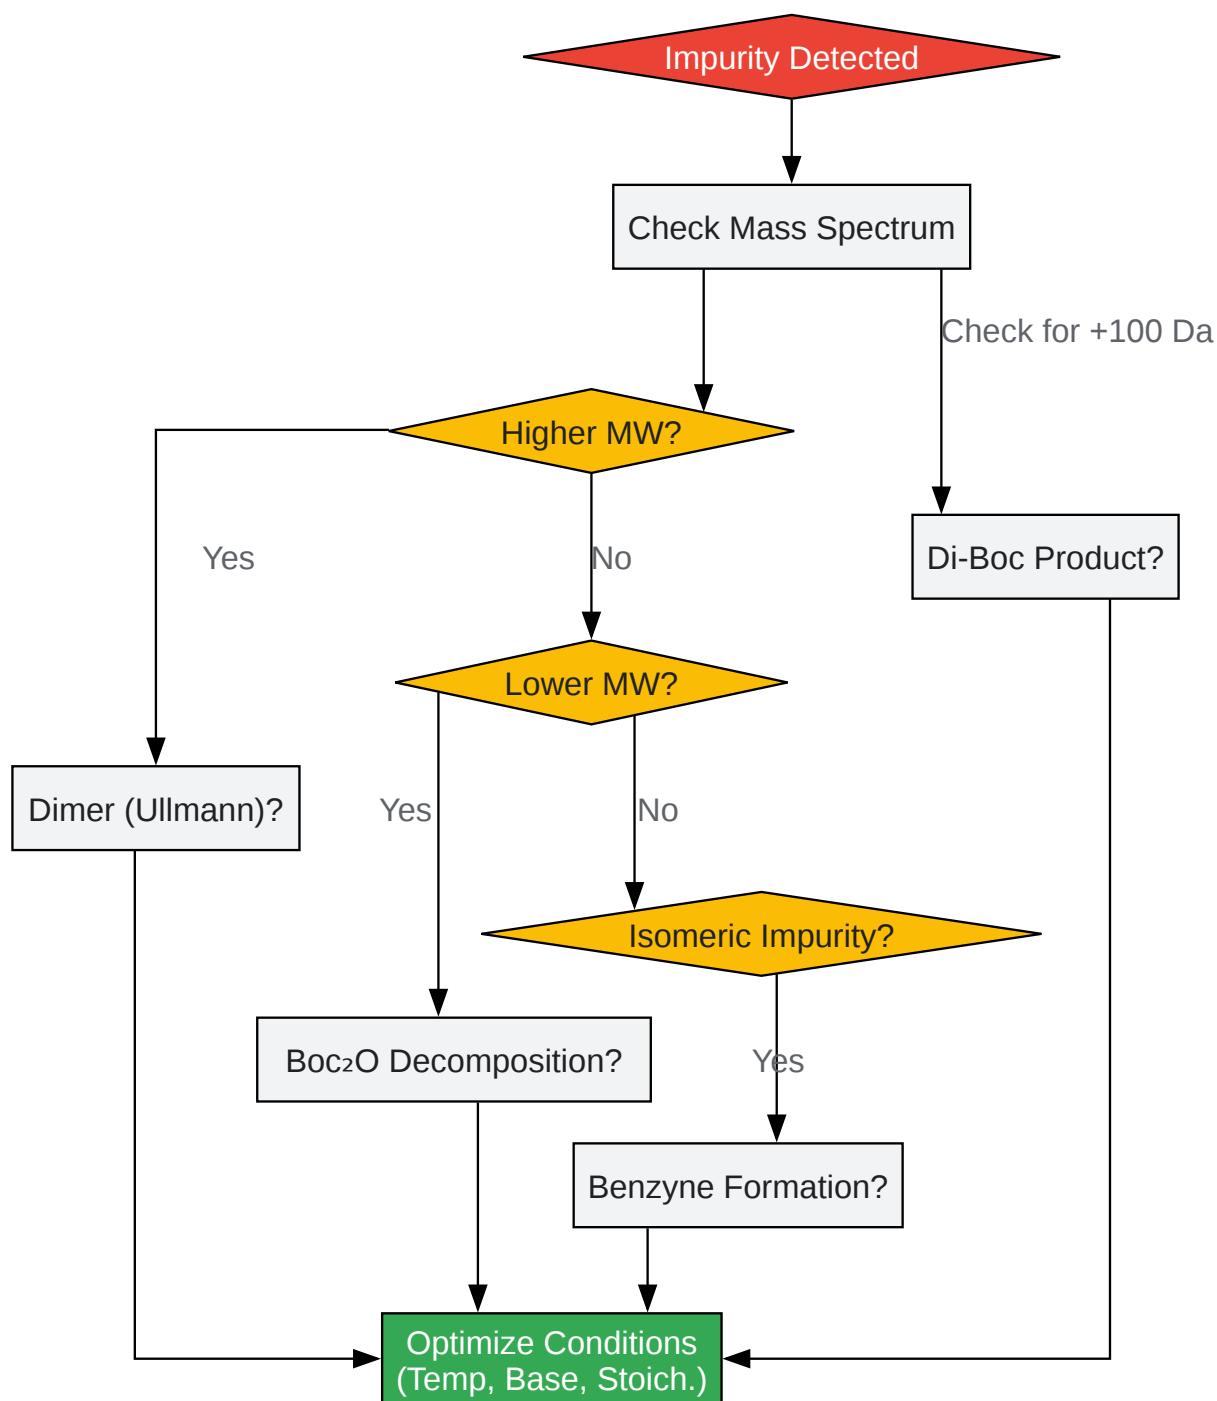 Impurity Detected
Check Mass Spectrum
Check for +100 Da
Higher MW?
Yes
No
Di-Boc Product?
Lower MW?
Dimer (Ullmann)?
Yes
No
Isomeric Impurity?
Boc₂O Decomposition?
Yes
Benzyne Formation?
Optimize Conditions
(Temp, Base, Stoich.)